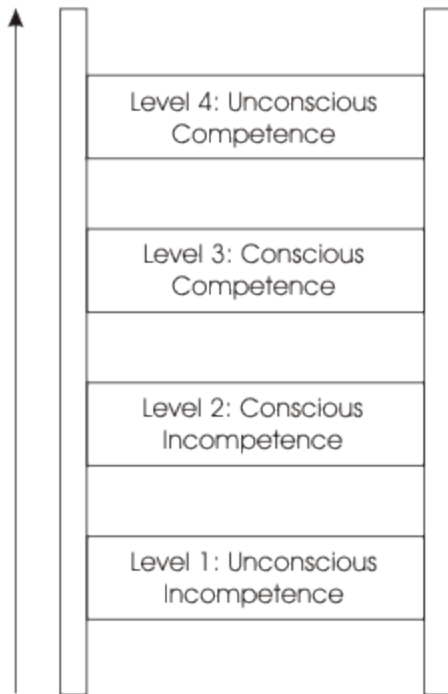 Level 4: Unconscious
Competence
Level 3: Conscious
Competence
Level 2: Conscious
Incompetence
Level 1: Unconscious
Incompetence